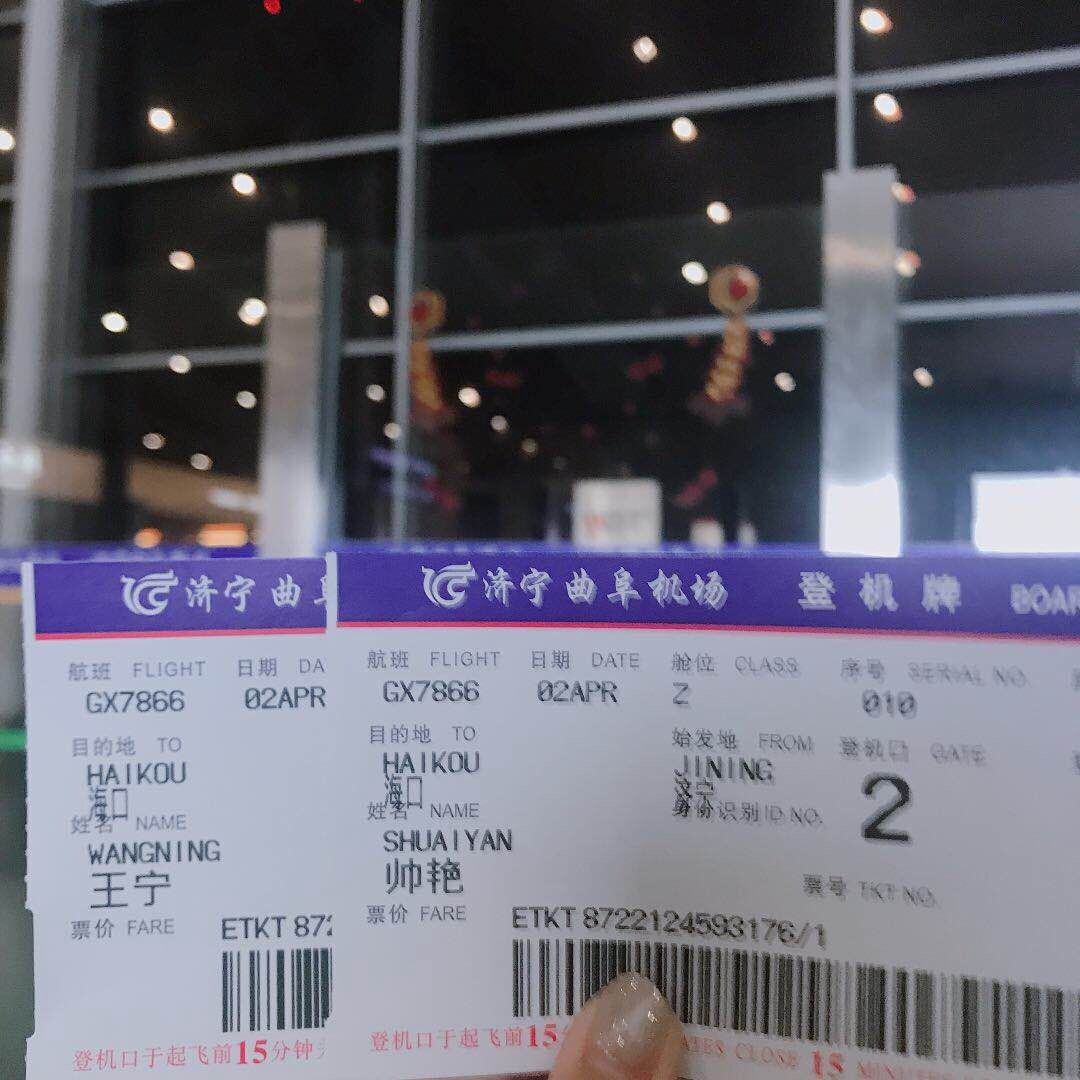 济宁曲阜
航班 FLIGHT 日期 DA
GX7866 02APR
目的地 TO
HAIKOU
海口
姓名 NAME
WANGNING
王宁
票价 FARE
ETKT 872
登机口于起飞前15分钟
济宁曲阜机场 登机牌 BOAR
航班 FLIGHT 日期 DATE 舱位 CLASS 序号 SERIAL NO.
GX7866 02APR Z 010
目的地 TO 始发地 FROM 登机口 GATE
HAIKOU JINING 2
海口 济宁
姓名 NAME 身份识别 ID NO.
SHUAIYAN
帅艳 票号 TKT NO.
票价 FARE ETKT 8722124593176/1
登机口于起飞前15 ATES CLOSE 15 MINUTES